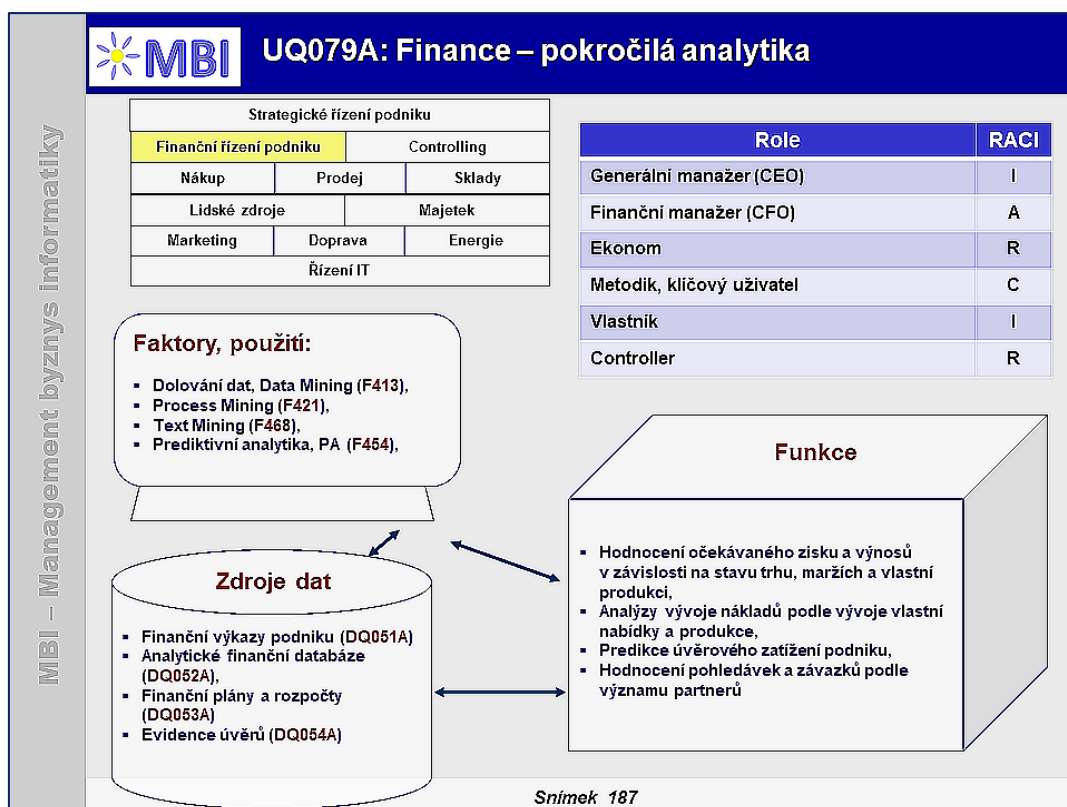 MBI
UQ079A: Finance – pokročilá analytika
MBI – Management byznys informatiky
Strategické řízení podniku
Finanční řízení podniku Controlling
Nákup Prodej Sklady
Lidské zdroje Majetek
Marketing Doprava Energie
Řízení IT
Role RACI
Generální manažer (CEO) I
Finanční manažer (CFO) A
Ekonom R
Metodik, klíčový uživatel C
Vlastník I
Controller R
Faktory, použití:
▪ Dolování dat, Data Mining (F413),
▪ Process Mining (F421),
▪ Text Mining (F468),
▪ Prediktivní analytika, PA (F454),
Funkce
▪ Hodnocení očekávaného zisku a výnosů
v závislosti na stavu trhu, maržích a vlastní
produkci,
▪ Analýzy vývoje nákladů podle vývoje vlastní
nabídky a produkce,
▪ Predikce úvěrového zatížení podniku,
▪ Hodnocení pohledávek a závazků podle
významu partnerů
Zdroje dat
▪ Finanční výkazy podniku (DQ051A)
▪ Analytické finanční databáze
(DQ052A),
▪ Finanční plány a rozpočty
(DQ053A)
▪ Evidence úvěrů (DQ054A)
Snímek 187